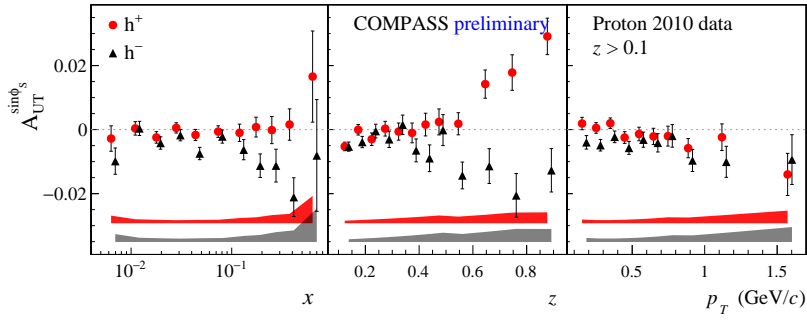 h⁺
h⁻
COMPASS preliminary
Proton 2010 data
z > 0.1
A_UT^sinϕ_S
0.02
0
−0.02
10⁻² 10⁻¹
0.2 0.4 0.6 0.8
0.5 1 1.5
x
z
p_T (GeV/c)